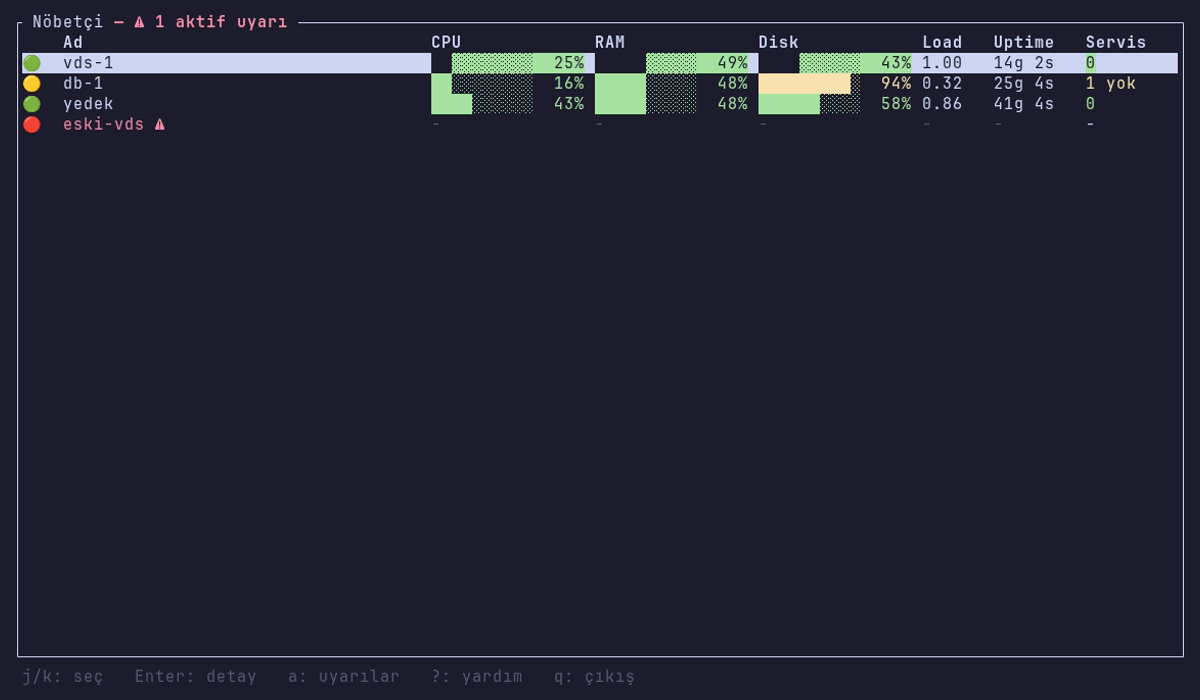 Nöbetçi — ⚠ 1 aktif uyarı
Ad CPU RAM Disk Load Uptime Servis
vds-1 25% 49% 43% 1.00 14g 2s 0
db-1 16% 48% 94% 0.32 25g 4s 1 yok
yedek 43% 48% 58% 0.86 41g 4s 0
eski-vds ⚠ - - - - - -
j/k: seç Enter: detay a: uyarılar ?: yardım q: çıkış